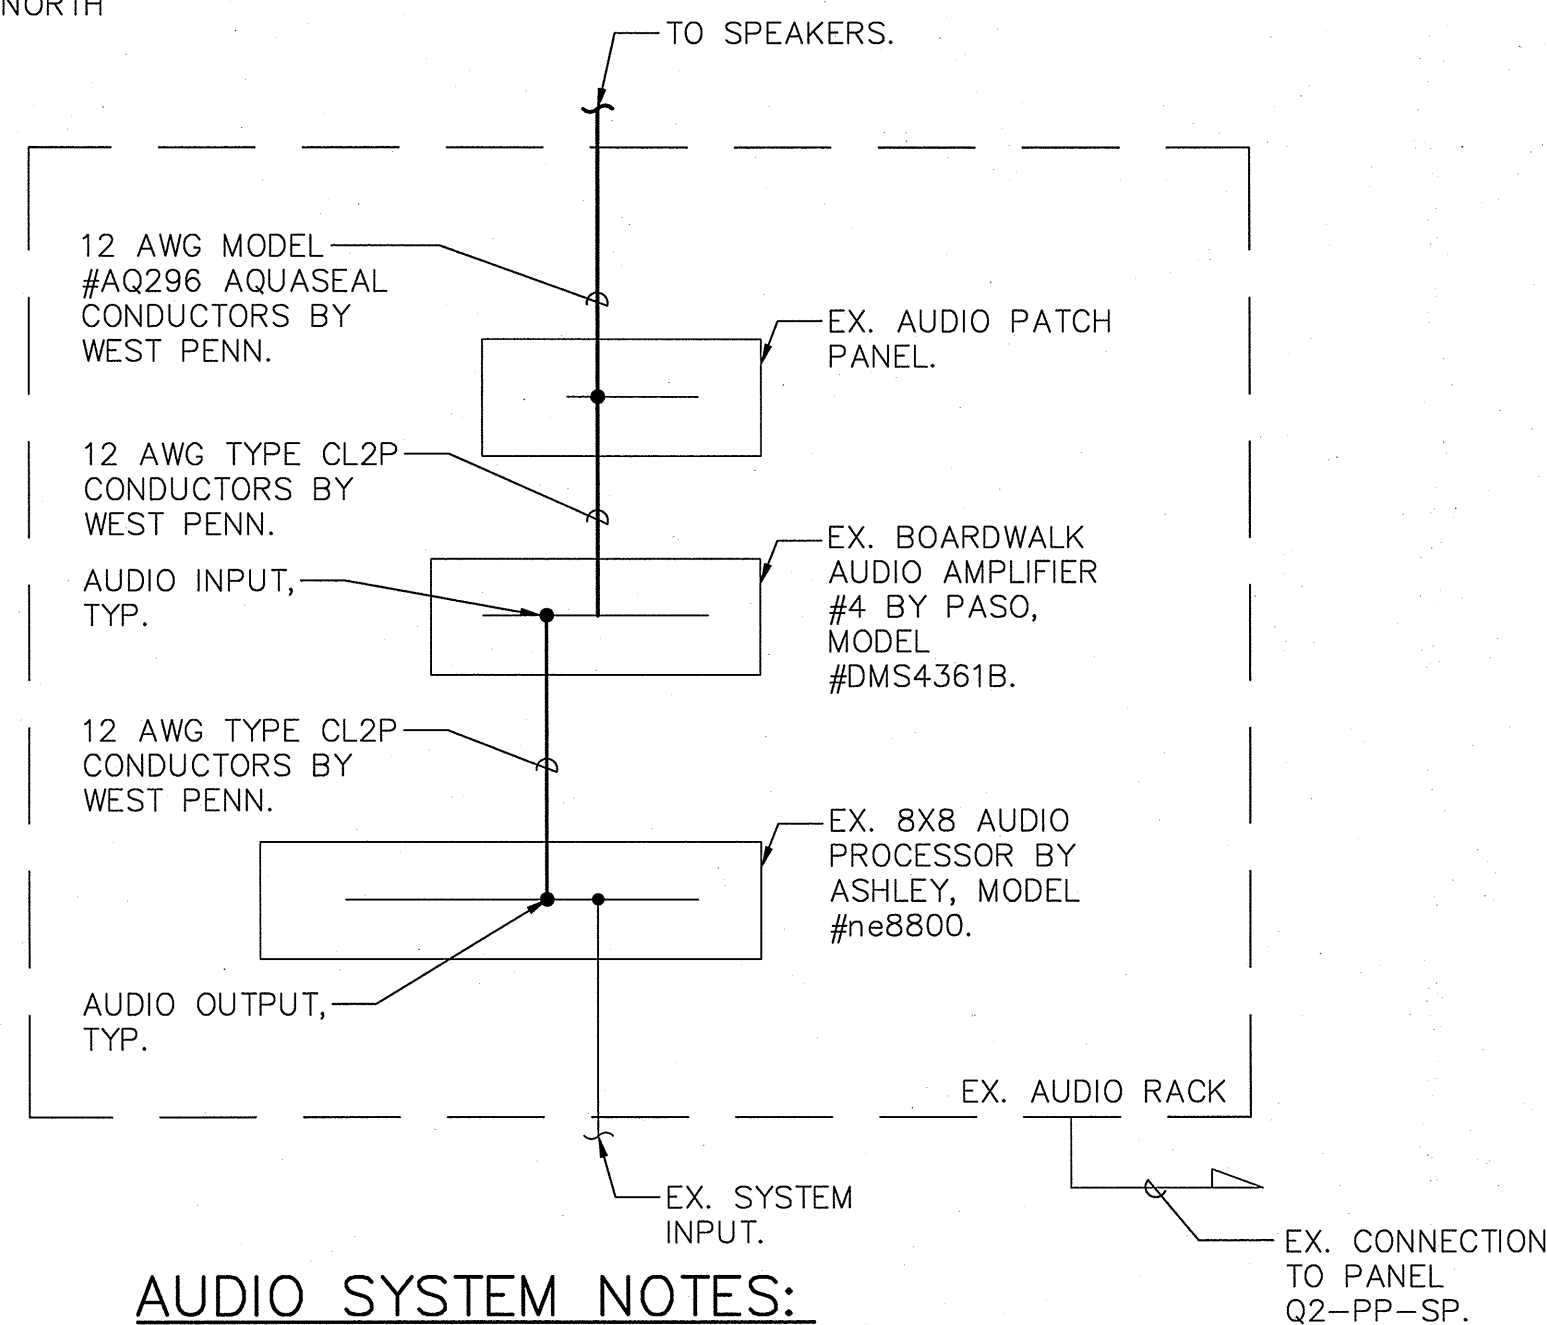 NORTH
TO SPEAKERS.
12 AWG MODEL
#AQ296 AQUASEAL
CONDUCTORS BY
WEST PENN.
EX. AUDIO PATCH
PANEL.
12 AWG TYPE CL2P
CONDUCTORS BY
WEST PENN.
AUDIO INPUT,
TYP.
EX. BOARDWALK
AUDIO AMPLIFIER
#4 BY PASO,
MODEL
#DMS4361B.
12 AWG TYPE CL2P
CONDUCTORS BY
WEST PENN.
EX. 8X8 AUDIO
PROCESSOR BY
ASHLEY, MODEL
#ne8800.
AUDIO OUTPUT,
TYP.
EX. AUDIO RACK
EX. SYSTEM
INPUT.
EX. CONNECTION
TO PANEL
Q2-PP-SP.
AUDIO SYSTEM NOTES: